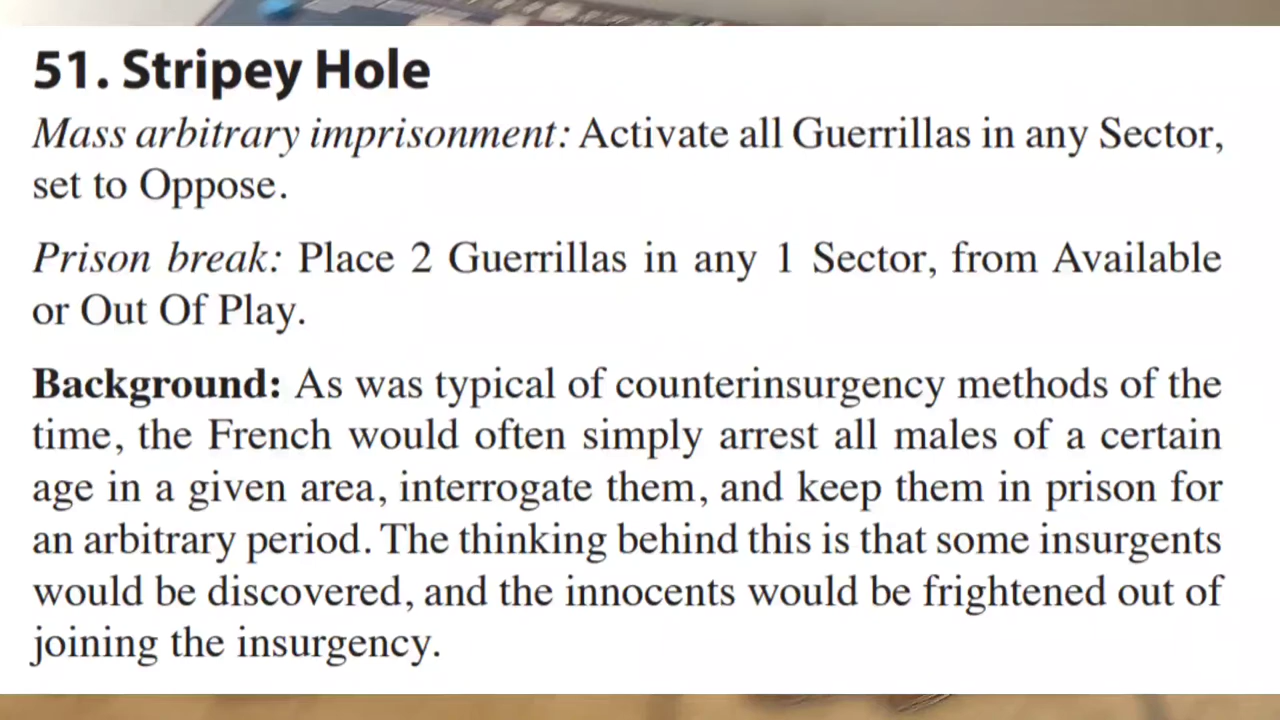 51. Stripey Hole
Mass arbitrary imprisonment: Activate all Guerrillas in any Sector,
set to Oppose.
Prison break: Place 2 Guerrillas in any 1 Sector, from Available
or Out Of Play.
Background: As was typical of counterinsurgency methods of the
time, the French would often simply arrest all males of a certain
age in a given area, interrogate them, and keep them in prison for
an arbitrary period. The thinking behind this is that some insurgents
would be discovered, and the innocents would be frightened out of
joining the insurgency.